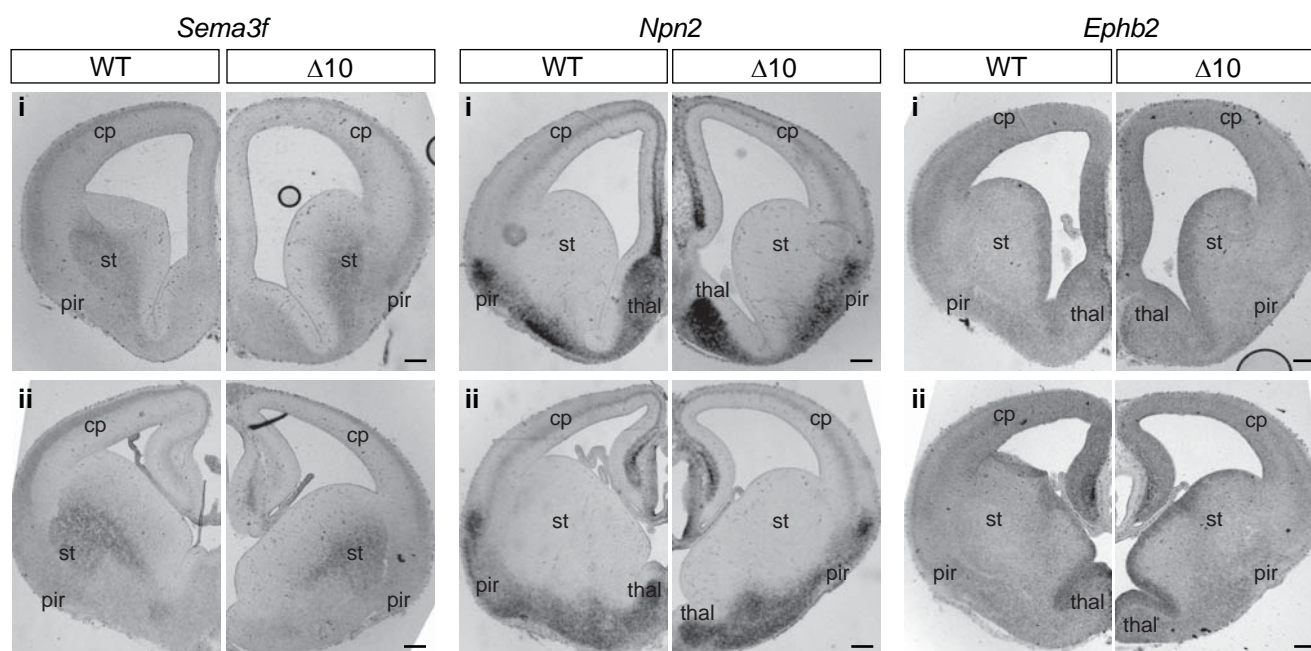 Sema3f Npn2 Ephb2
WT Δ10 WT Δ10 WT Δ10
i cp cp i cp cp i cp cp
st st st st st st
pir pir pir thal thal pir pir thal thal pir
ii cp cp ii cp cp ii cp cp
st st st st st st
pir pir pir thal thal pir pir thal thal pir